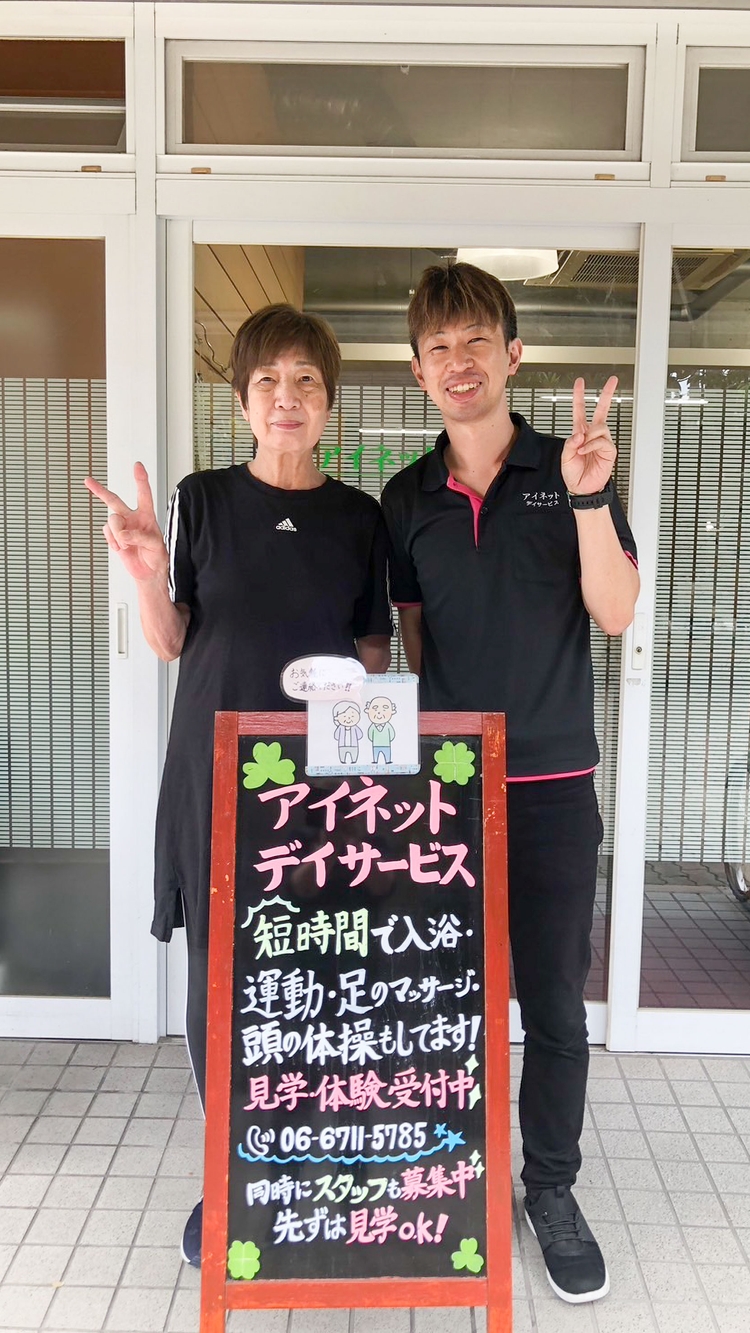 アイネッ
adidas
アイネット
デイサービス
お気軽
ご連絡ください!!
アイネット
デイサービス
短時間で入浴・
運動・足のマッサージ・
頭の体操もしてます!
見学・体験・受付中
06-6711-5785
同時にスタッフも募集中
先ずは見学o.k!